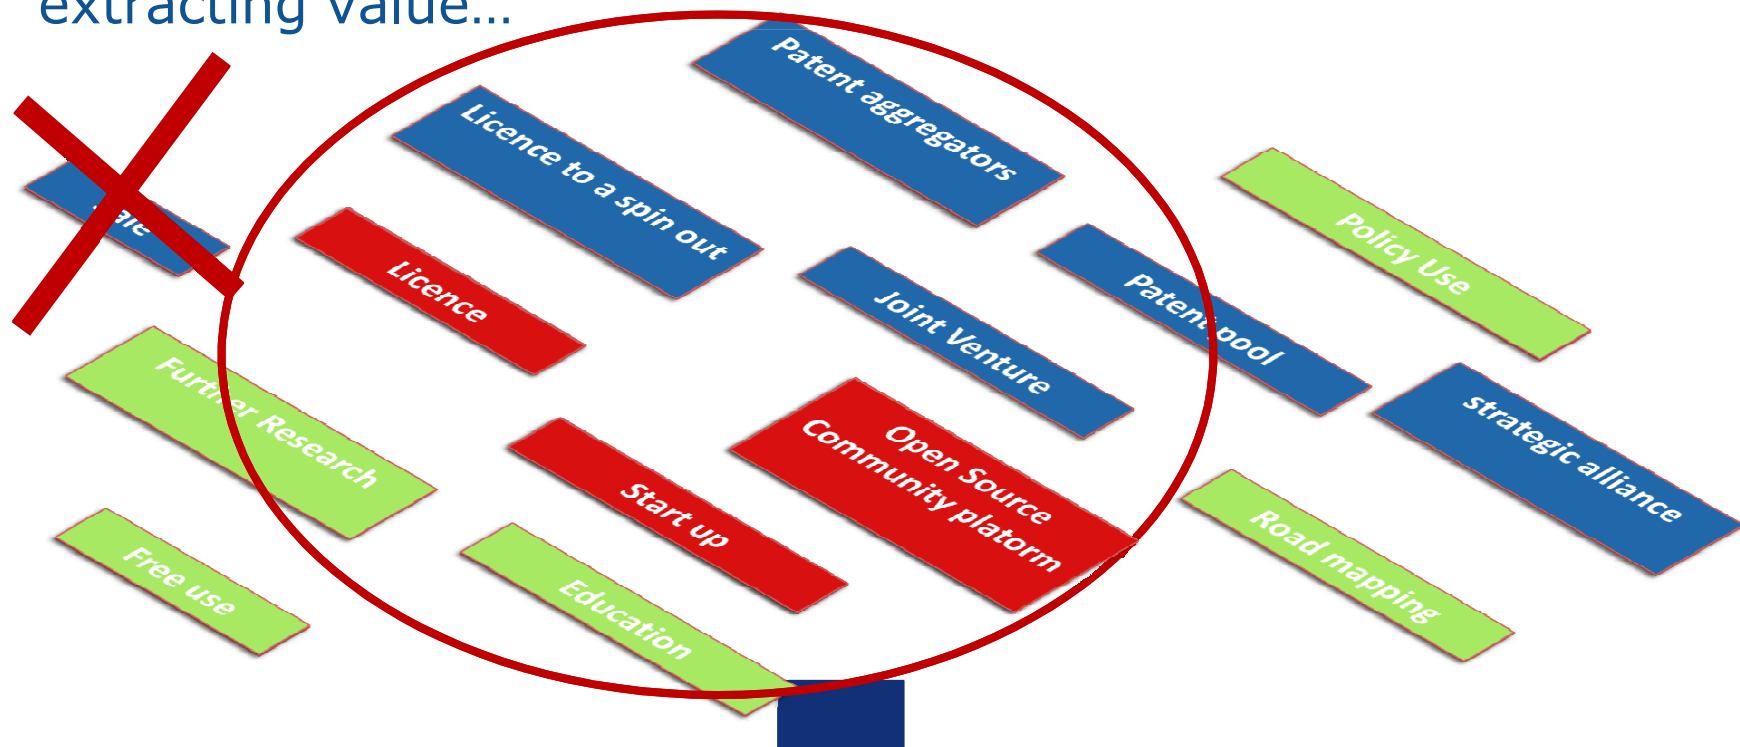 extracting value…
Patent aggregators
Licence to a spin out
Policy Use
Licence
Joint Venture
Patent pool
Further Research
strategic alliance
Open Source
Community platorm
Start up
Road mapping
Free use
Education